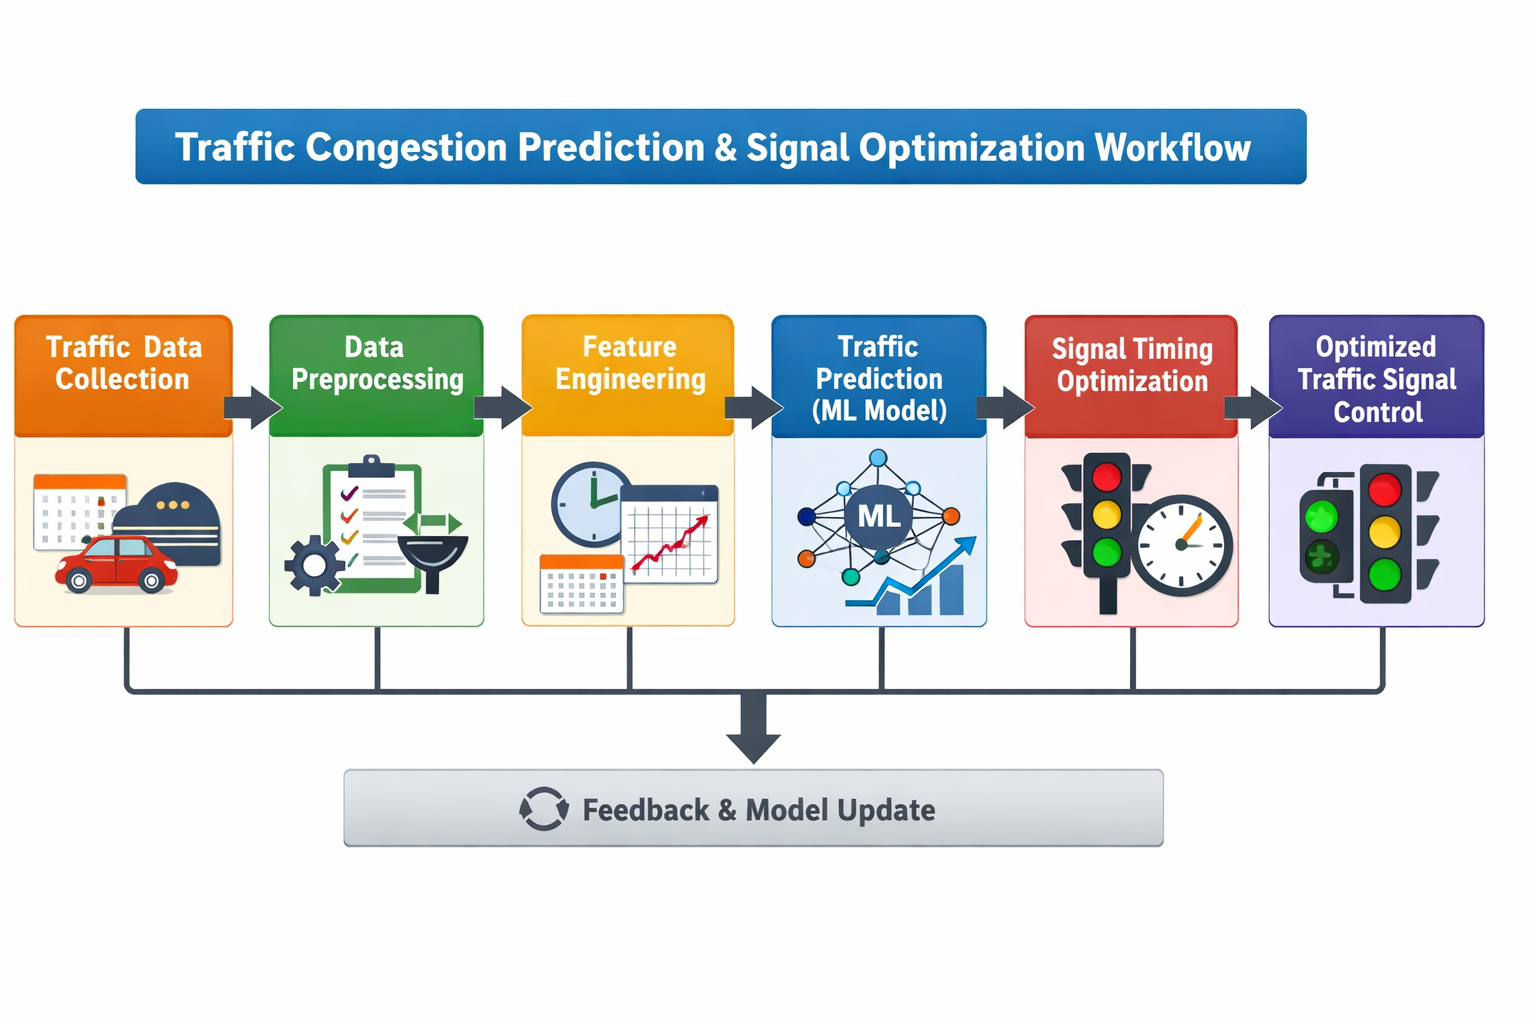 Traffic Congestion Prediction & Signal Optimization Workflow
Traffic Data
Collection
Data
Preprocessing
Feature
Engineering
Traffic
Prediction
(ML Model)
ML
Signal Timing
Optimization
Optimized
Traffic Signal
Control
Feedback & Model Update